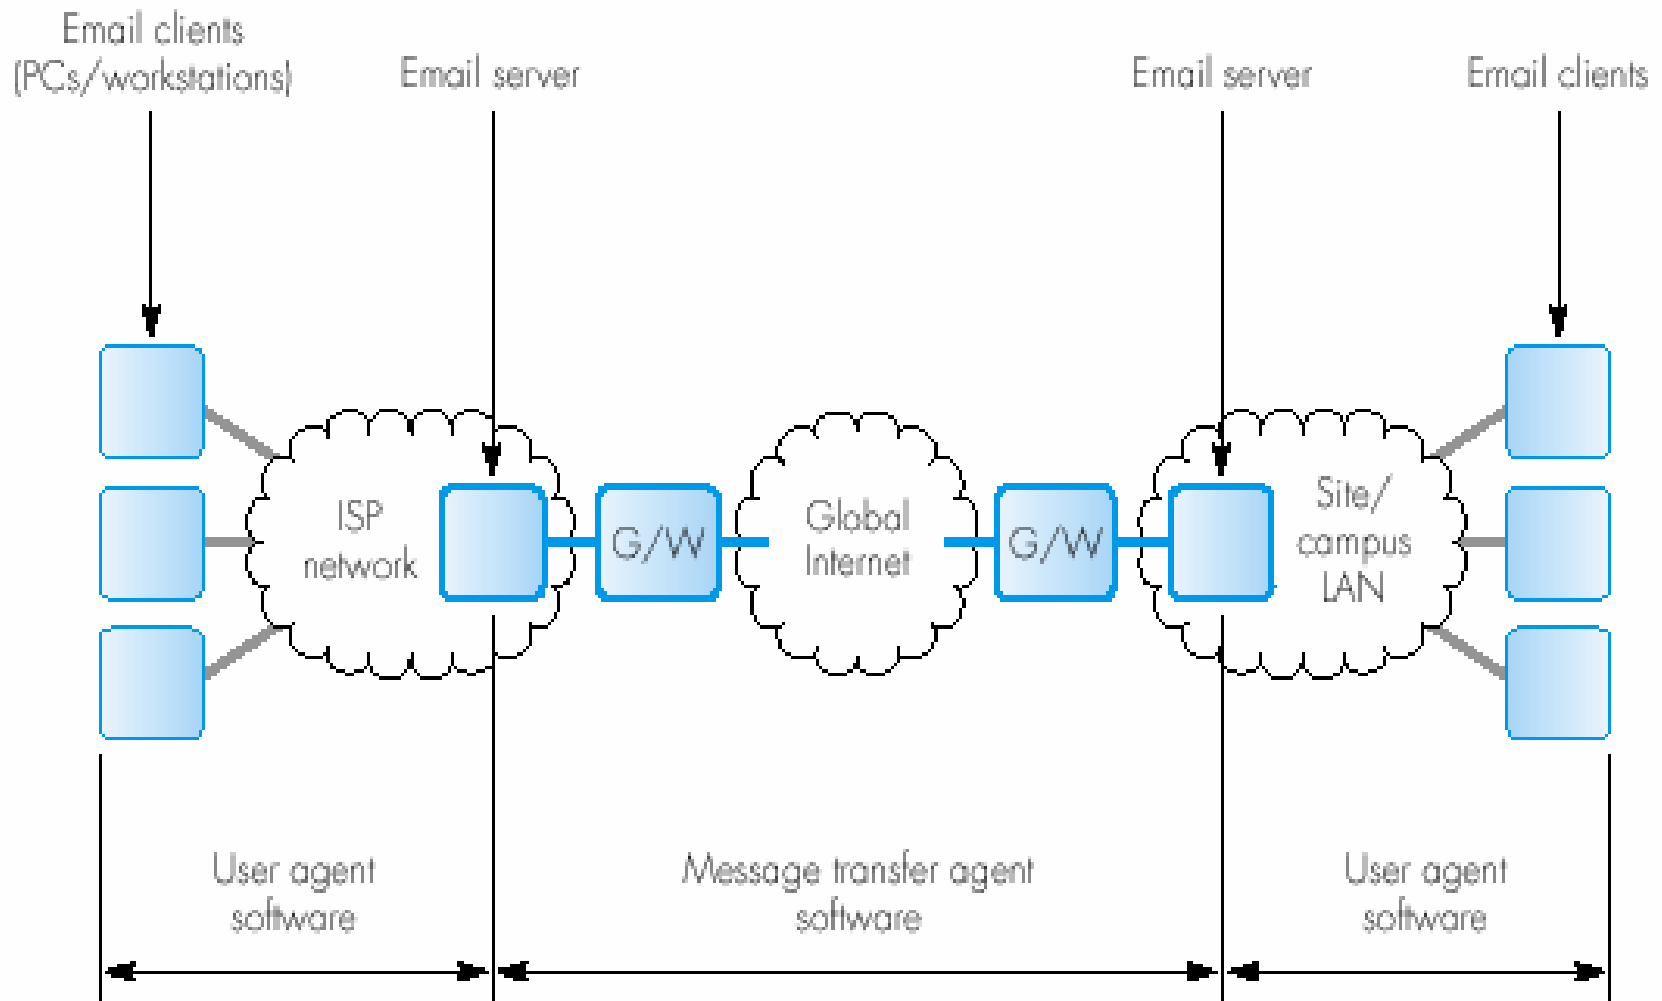 Email clients
(PCs/workstations)
Email server
Email server
Email clients
ISP
network
G/W
Global
Internet
G/W
Site/
campus
LAN
User agent
software
Message transfer agent
software
User agent
software